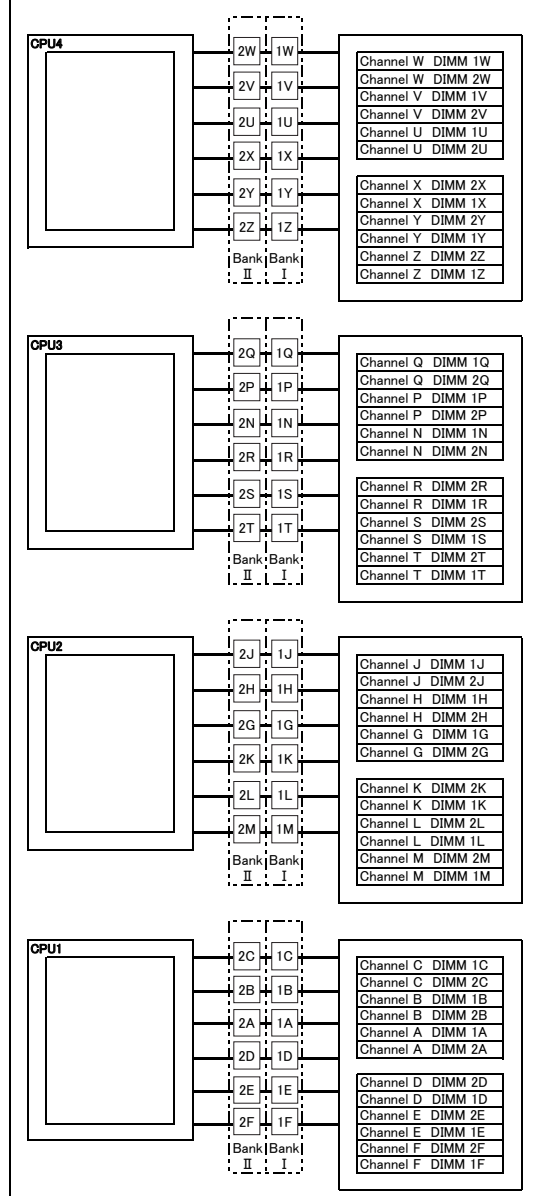 CPU4
2W 1W
2V 1V
2U 1U
2X 1X
2Y 1Y
2Z 1Z
Bank Bank
Ⅱ Ⅰ
Channel W DIMM 1W
Channel W DIMM 2W
Channel V DIMM 1V
Channel V DIMM 2V
Channel U DIMM 1U
Channel U DIMM 2U
Channel X DIMM 2X
Channel X DIMM 1X
Channel Y DIMM 2Y
Channel Y DIMM 1Y
Channel Z DIMM 2Z
Channel Z DIMM 1Z
CPU3
2Q 1Q
2P 1P
2N 1N
2R 1R
2S 1S
2T 1T
Bank Bank
Ⅱ Ⅰ
Channel Q DIMM 1Q
Channel Q DIMM 2Q
Channel P DIMM 1P
Channel P DIMM 2P
Channel N DIMM 1N
Channel N DIMM 2N
Channel R DIMM 2R
Channel R DIMM 1R
Channel S DIMM 2S
Channel S DIMM 1S
Channel T DIMM 2T
Channel T DIMM 1T
CPU2
2J 1J
2H 1H
2G 1G
2K 1K
2L 1L
2M 1M
Bank Bank
Ⅱ Ⅰ
Channel J DIMM 1J
Channel J DIMM 2J
Channel H DIMM 1H
Channel H DIMM 2H
Channel G DIMM 1G
Channel G DIMM 2G
Channel K DIMM 2K
Channel K DIMM 1K
Channel L DIMM 2L
Channel L DIMM 1L
Channel M DIMM 2M
Channel M DIMM 1M
CPU1
2C 1C
2B 1B
2A 1A
2D 1D
2E 1E
2F 1F
Bank Bank
Ⅱ Ⅰ
Channel C DIMM 1C
Channel C DIMM 2C
Channel B DIMM 1B
Channel B DIMM 2B
Channel A DIMM 1A
Channel A DIMM 2A
Channel D DIMM 2D
Channel D DIMM 1D
Channel E DIMM 2E
Channel E DIMM 1E
Channel F DIMM 2F
Channel F DIMM 1F